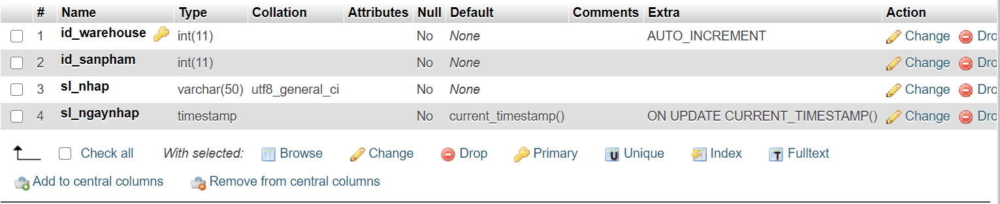 # Name Type Collation Attributes Null Default Comments Extra Action
1 id_warehouse int(11) No None AUTO_INCREMENT Change Dro
2 id_sanpham int(11) No None Change Dro
3 sl_nhap varchar(50) utf8_general_ci No None Change Dro
4 sl_ngaynhap timestamp No current_timestamp() ON UPDATE CURRENT_TIMESTAMP() Change Dro
Check all With selected: Browse Change Drop Primary Unique Index Fulltext
Add to central columns Remove from central columns